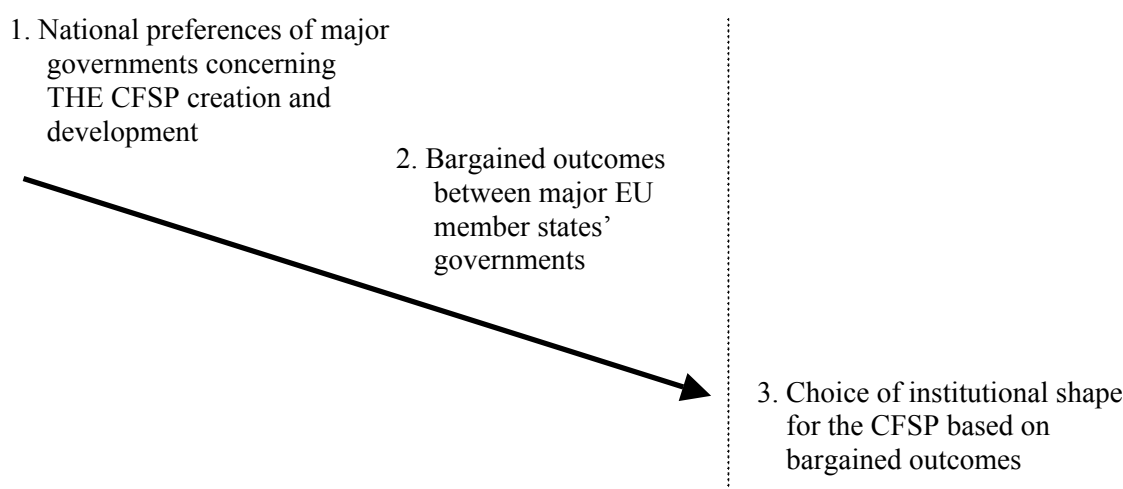 1. National preferences of major
governments concerning
THE CFSP creation and
development
2. Bargained outcomes
between major EU
member states’
governments
3. Choice of institutional shape
for the CFSP based on
bargained outcomes